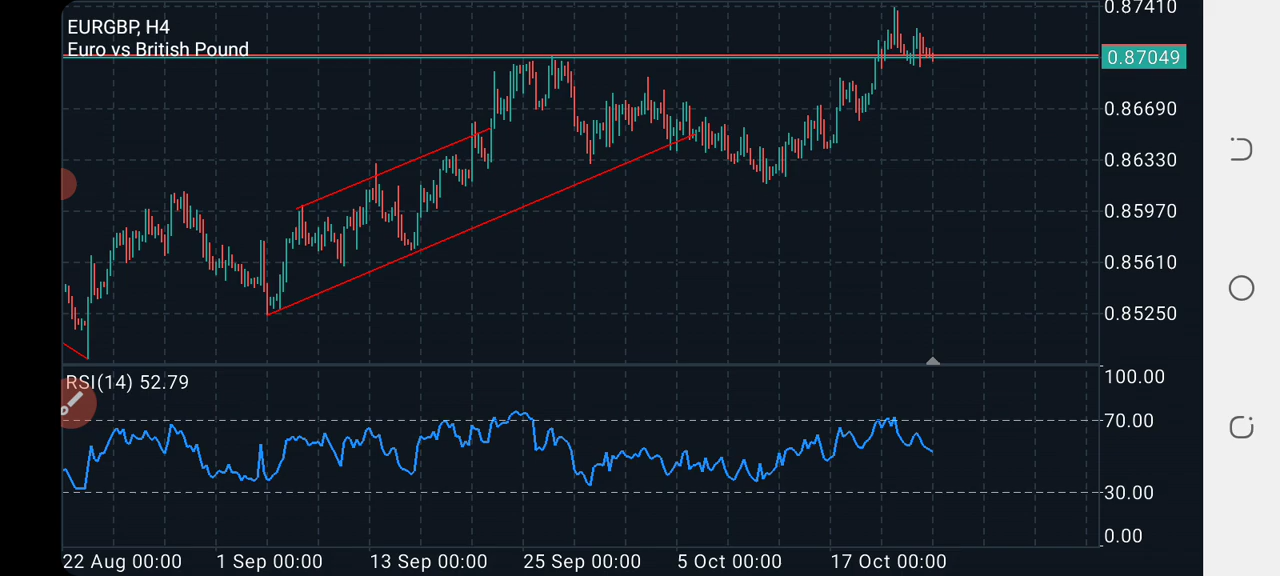 EURGBP, H4
Euro vs British Pound
0.87410
0.87049
0.86690
0.86330
0.85970
0.85610
0.85250
RSI(14) 52.79
100.00
70.00
30.00
0.00
22 Aug 00:00 1 Sep 00:00 13 Sep 00:00 25 Sep 00:00 5 Oct 00:00 17 Oct 00:00